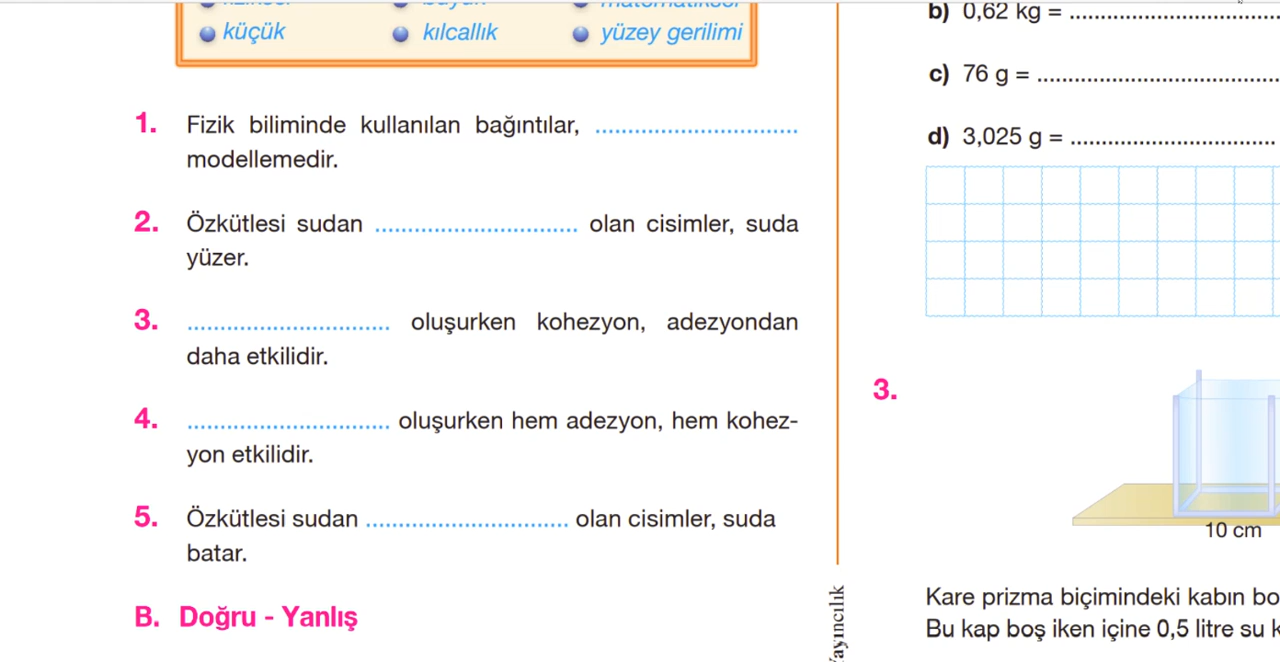 küçük
kılcallık
yüzey gerilimi
1. Fizik biliminde kullanılan bağıntılar, ..............................
modellemedir.
2. Özkütlesi sudan .............................. olan cisimler, suda
yüzer.
3. .............................. oluşurken kohezyon, adezyondan
daha etkilidir.
4. .............................. oluşurken hem adezyon, hem kohez-
yon etkilidir.
5. Özkütlesi sudan .............................. olan cisimler, suda
batar.
B. Doğru - Yanlış
b) 0,62 kg = ..............................
c) 76 g = ..............................
d) 3,025 g = ..............................
3.
10 cm
Kare prizma biçimindeki kabın
Bu kap boş iken içine 0,5 litre su